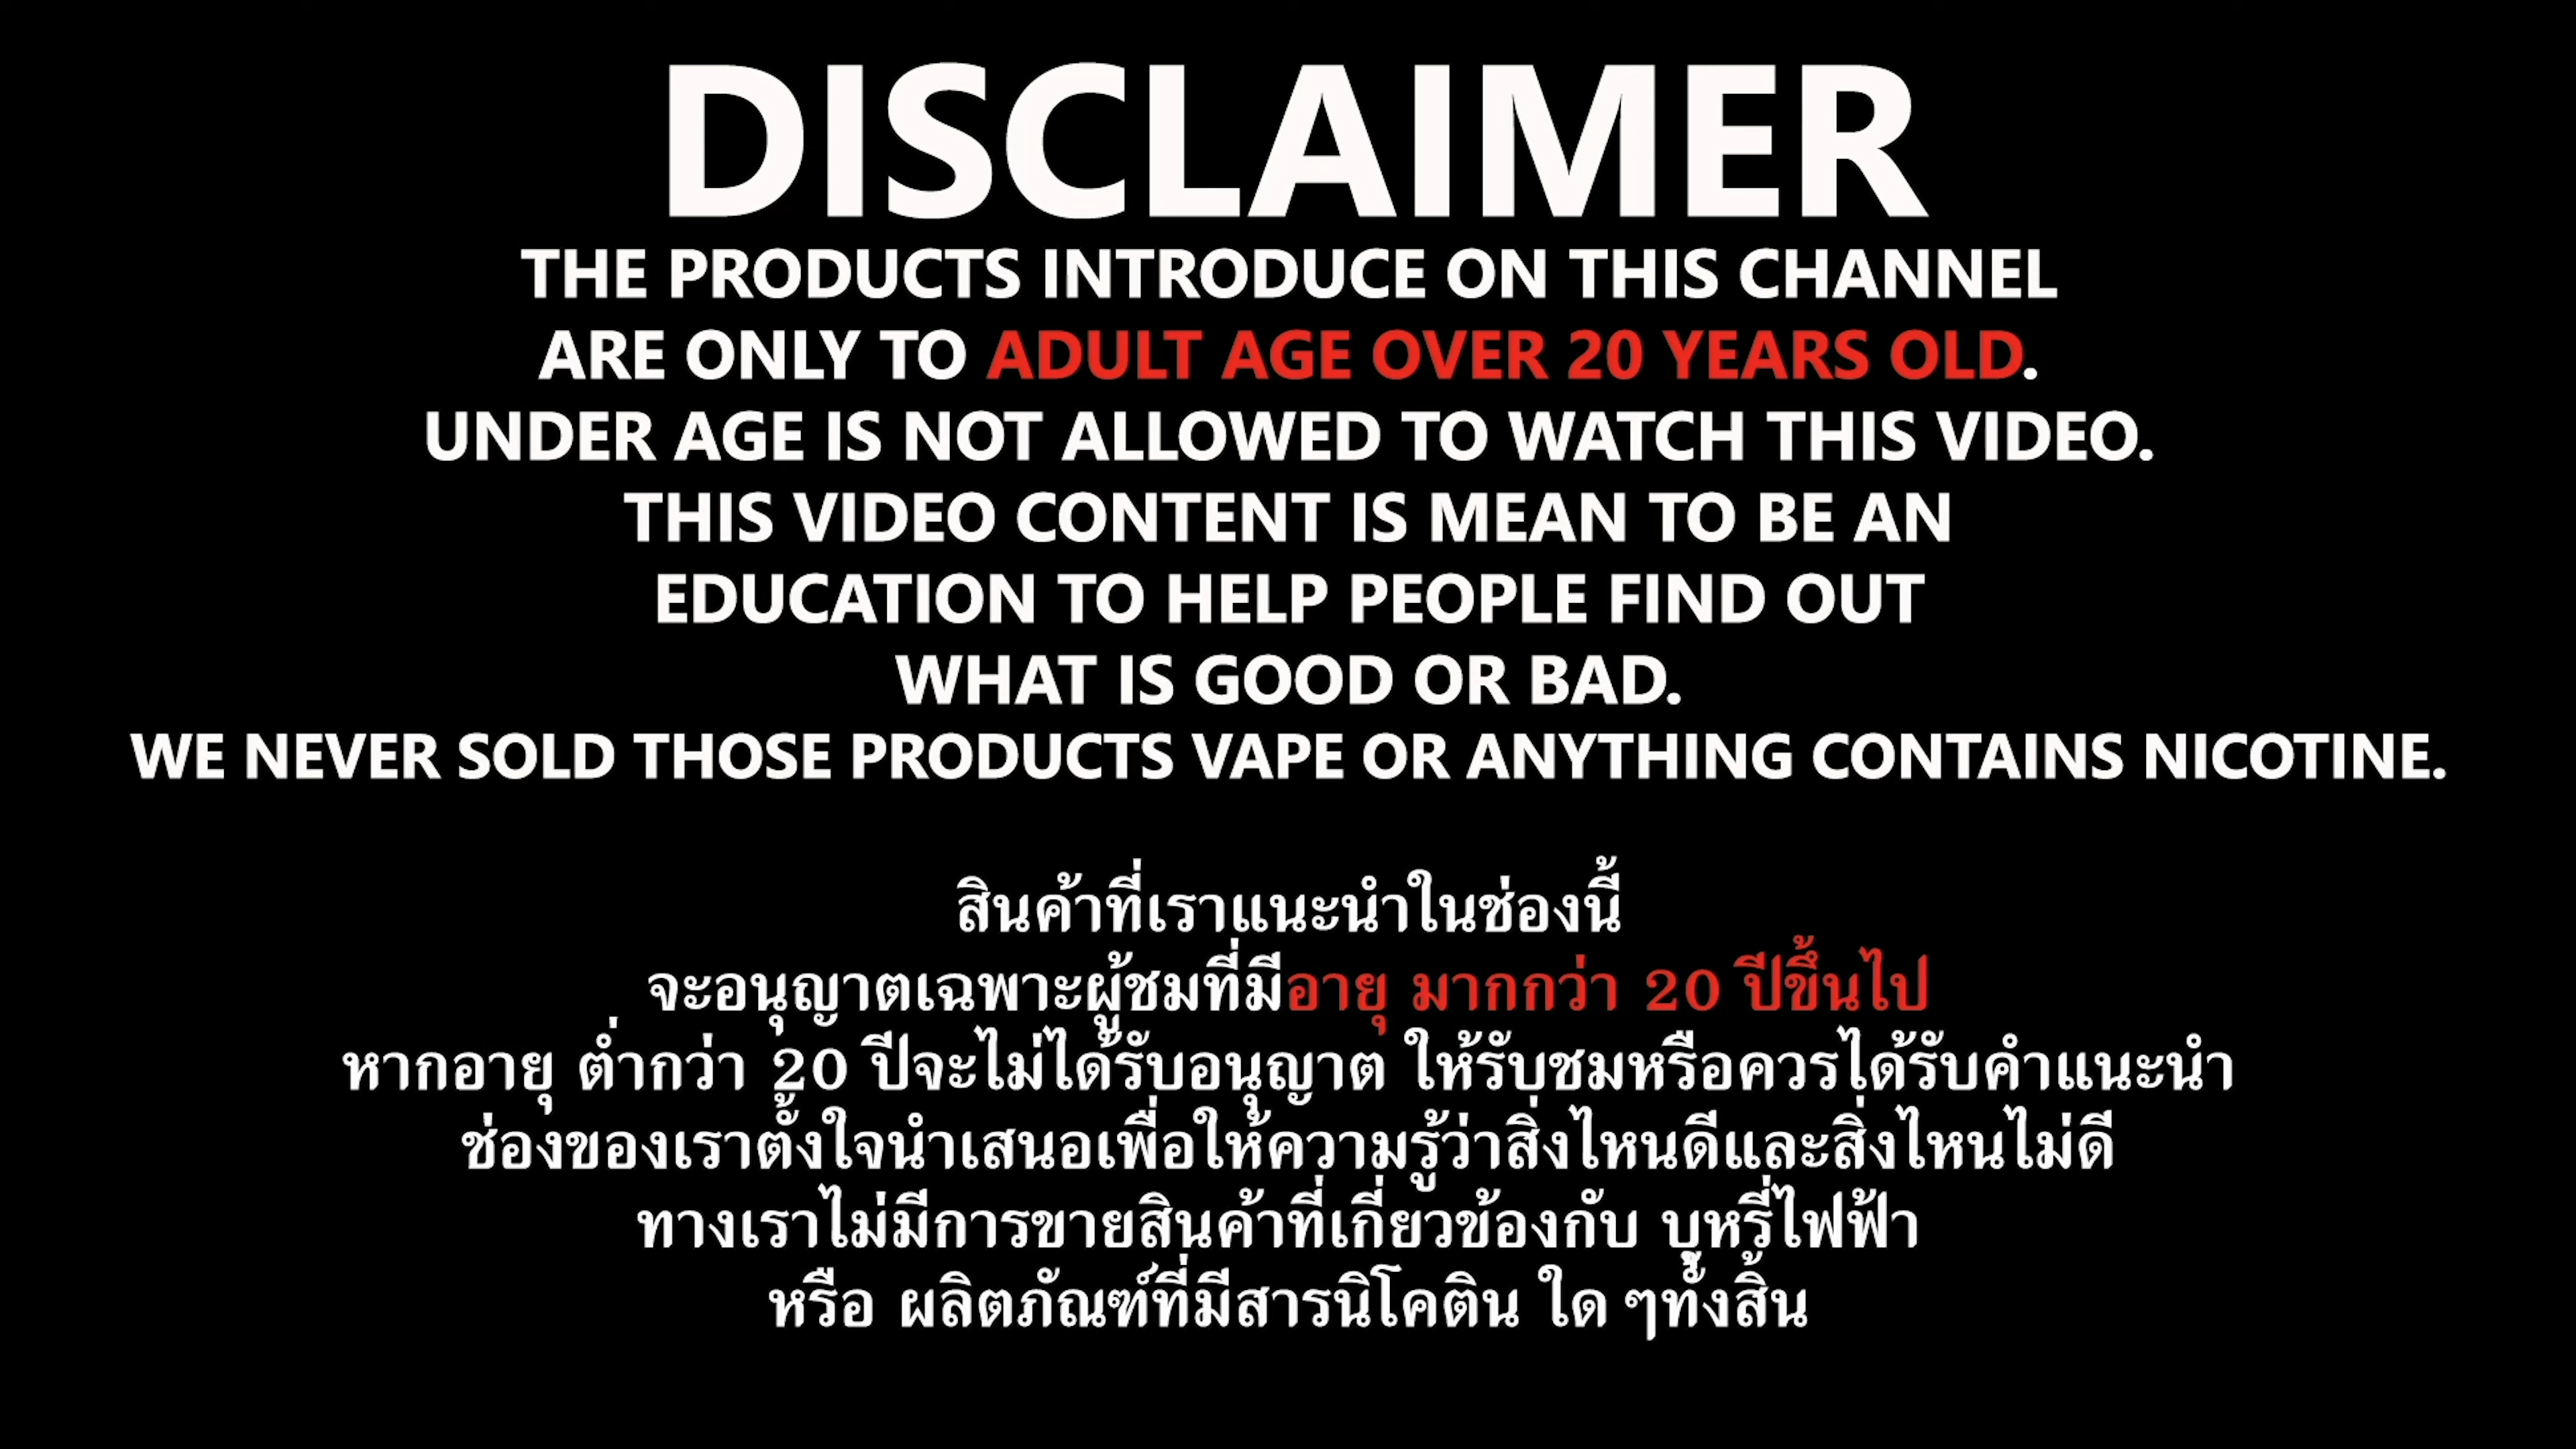 DISCLAIMER
THE PRODUCTS INTRODUCE ON THIS CHANNEL
ARE ONLY TO ADULT AGE OVER 20 YEARS OLD.
UNDER AGE IS NOT ALLOWED TO WATCH THIS VIDEO.
THIS VIDEO CONTENT IS MEAN TO BE AN
EDUCATION TO HELP PEOPLE FIND OUT
WHAT IS GOOD OR BAD.
WE NEVER SOLD THOSE PRODUCTS VAPE OR ANYTHING CONTAINS NICOTINE.
สินค้าที่เราแนะนำในช่องนี้
จะอนุญาตเฉพาะผู้ชมที่มีอายุ มากกว่า 20 ปีขึ้นไป
หากอายุ ต่ำกว่า 20 ปีจะไม่ได้รับอนุญาต ให้รับชมหรือควรได้รับคำแนะนำ
ช่องของเราตั้งใจนำเสนอเพื่อให้ความรู้ว่าสิ่งไหนดีและสิ่งไหนไม่ดี
ทางเราไม่มีการขายสินค้าที่เกี่ยวข้องกับ บุหรี่ไฟฟ้า
หรือ ผลิตภัณฑ์ที่มีสารนิโคติน ใด ๆทั้งสิ้น